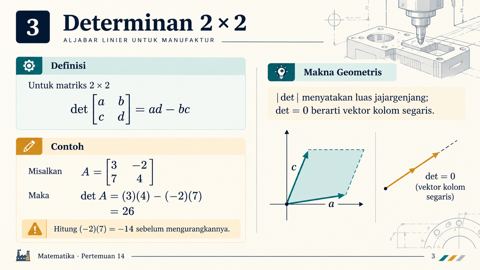 3
Determinan 2 × 2
ALJABAR LINIER UNTUK MANUFAKTUR
Definisi
Untuk matriks 2 × 2
det [a b; c d] = ad − bc
Contoh
Misalkan A = [3 −2; 7 4]
Maka det A = (3)(4) − (−2)(7)
= 26
Hitung (−2)(7) = −14 sebelum mengurangkannya.
Makna Geometris
|det| menyatakan luas jajargenjang;
det = 0 berarti vektor kolom segaris.
c
a
det = 0
(vektor kolom
segaris)
Matematika · Pertemuan 14
3